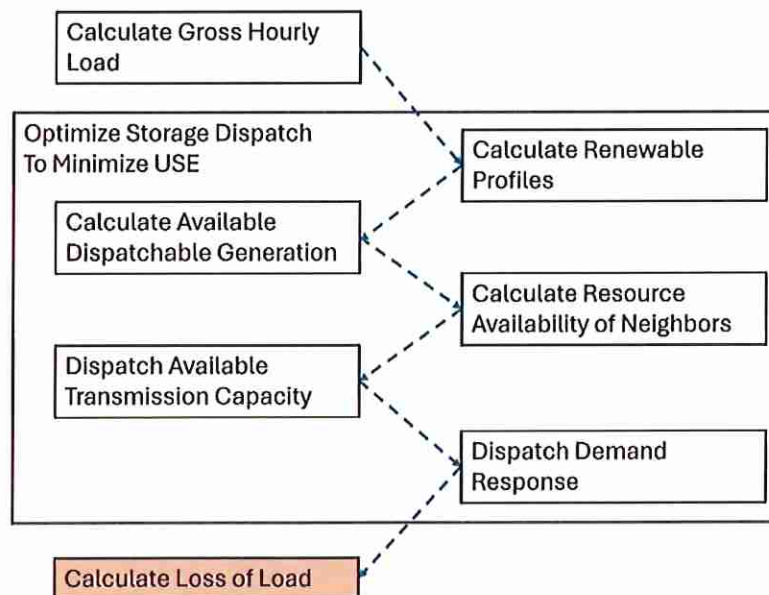 Calculate Gross Hourly
Load
Optimize Storage Dispatch
To Minimize USE
Calculate Renewable
Profiles
Calculate Available
Dispatchable Generation
Calculate Resource
Availability of Neighbors
Dispatch Available
Transmission Capacity
Dispatch Demand
Response
Calculate Loss of Load